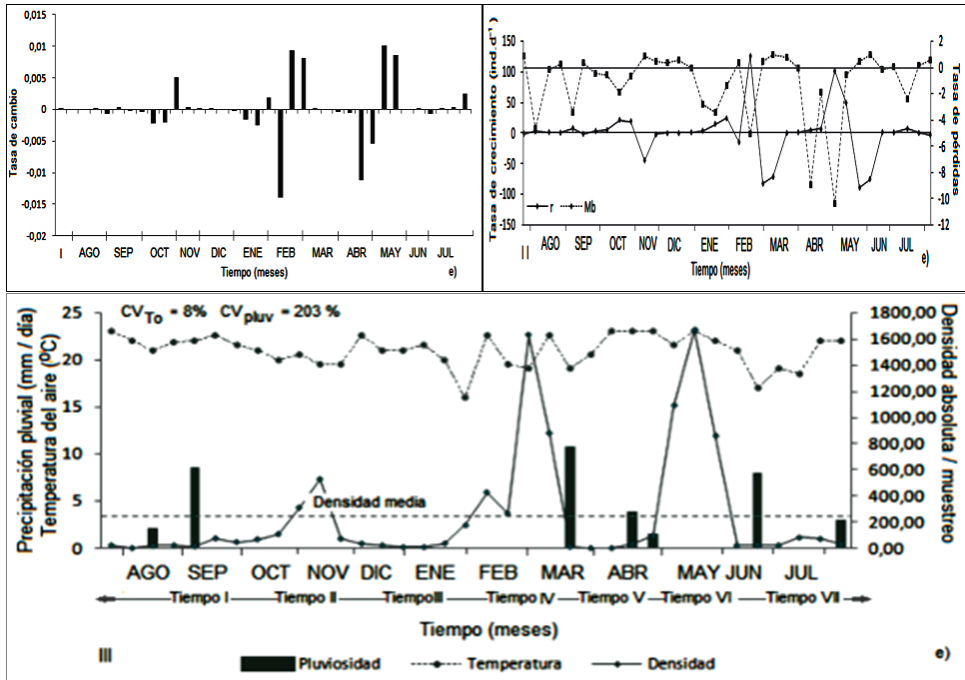 0,015
0,01
0,005
0
-0,005
-0,01
-0,015
-0,02
Tasa de cambio
I AGO SEP OCT NOV DIC ENE FEB MAR ABR MAY JUN JUL
Tiempo (meses)
e)
Tasa de crecimiento (ind.d⁻¹)
150
100
50
0
-50
-100
-150
2
0
-2
-4
-6
-8
-10
-12
Tasa de pérdidas
r Mb
II AGO SEP OCT NOV DIC ENE FEB MAR ABR MAY JUN JUL
Tiempo (meses)
e)
CV To = 8% CV pluv = 203 %
Precipitación pluvial (mm / día)
Temperatura del aire (ºC)
25
20
15
10
5
0
1800,00
1600,00
1400,00
1200,00
1000,00
800,00
600,00
400,00
200,00
0,00
Densidad absoluta / muestreo
Densidad media
AGO SEP OCT NOV DIC ENE FEB MAR ABR MAY JUN JUL
Tiempo I Tiempo II Tiempo III Tiempo IV Tiempo V Tiempo VI Tiempo VII
Tiempo (meses)
III
Pluviosidad Temperatura Densidad
e)